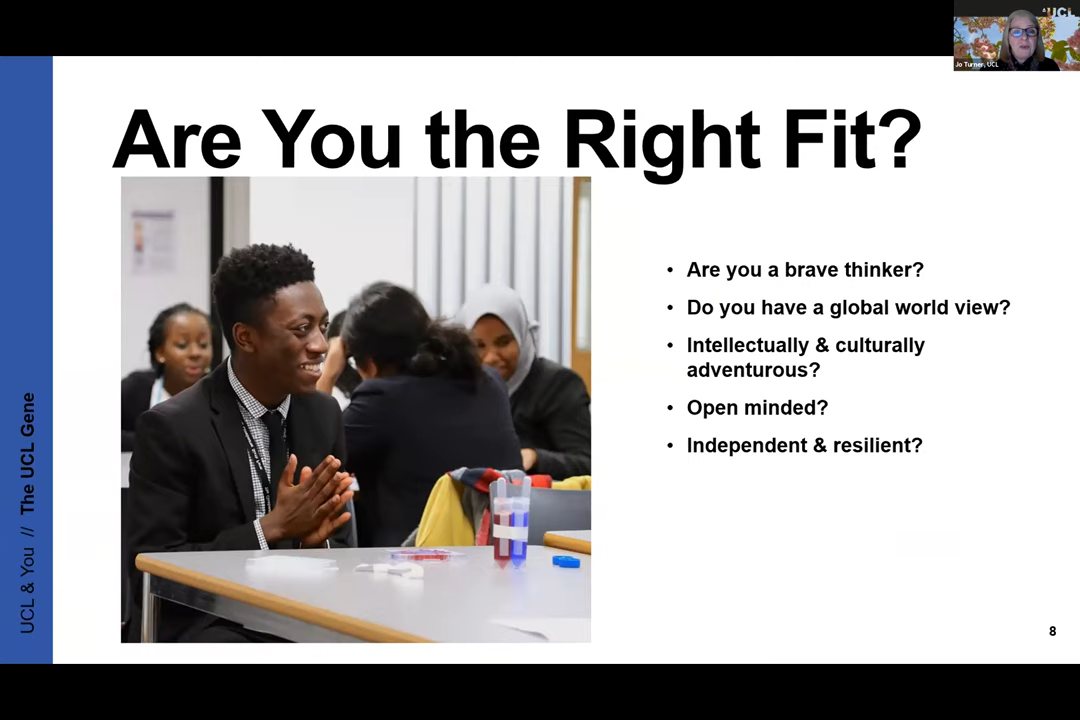 UCL
Jo Turner, UCL
Are You the Right Fit?
• Are you a brave thinker?
• Do you have a global world view?
• Intellectually & culturally
adventurous?
• Open minded?
• Independent & resilient?
UCL & You // The UCL Gene
8